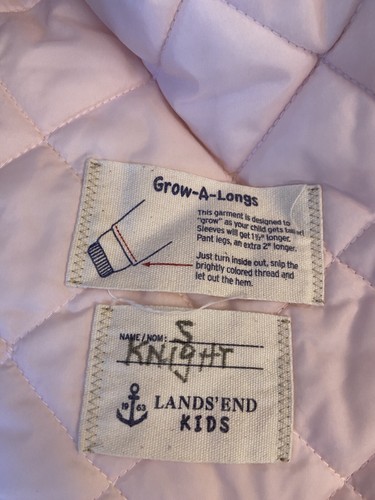 Grow-A-Longs
This garment is designed to
"grow" as your child gets taller!
Sleeves will get 1½" longer.
Pant legs, an extra 2" longer.
Just turn inside out, snip the
brightly colored thread and
let out the hem.
NAME/NOM: S
KNIGHT
19 63
LANDS'END
KIDS